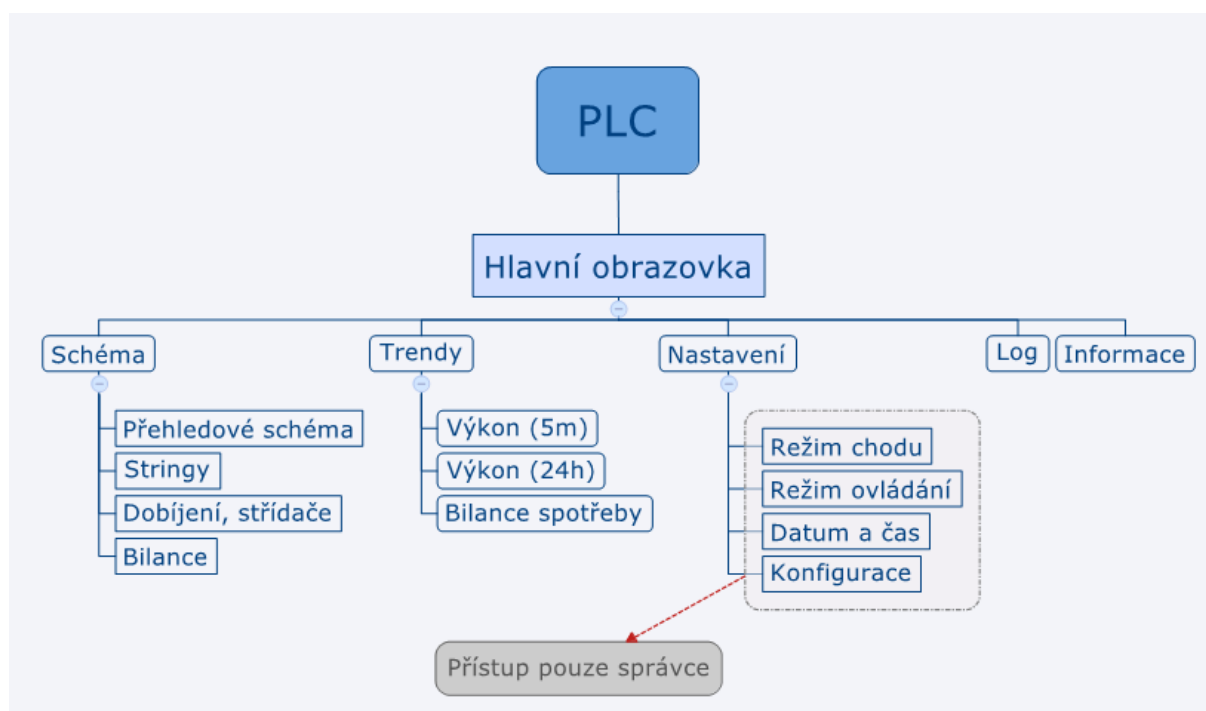 PLC
Hlavní obrazovka
Schéma
Trendy
Nastavení
Log
Informace
Přehledové schéma
Stringy
Dobíjení, střídače
Bilance
Výkon (5m)
Výkon (24h)
Bilance spotřeby
Režim chodu
Režim ovládání
Datum a čas
Konfigurace
Přístup pouze správce